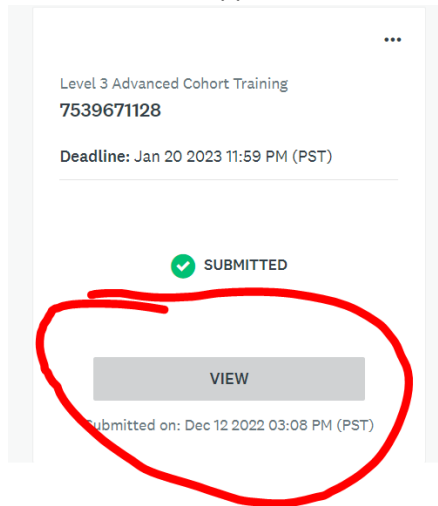 Level 3 Advanced Cohort Training
7539671128
Deadline: Jan 20 2023 11:59 PM (PST)
SUBMITTED
VIEW
Submitted on: Dec 12 2022 03:08 PM (PST)